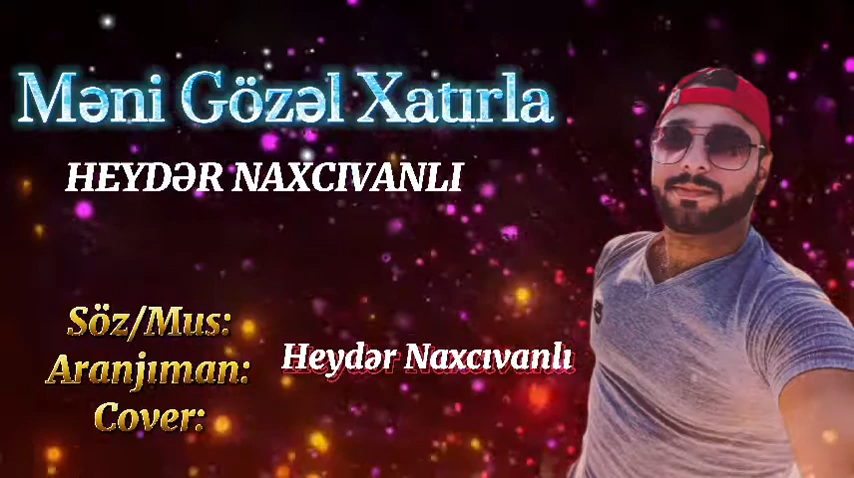 Məni Gözəl Xatırla
HEYDƏR NAXCIVANLI
Söz/Mus:
Aranjıman:
Heydər Naxcıvanlı
Cover: